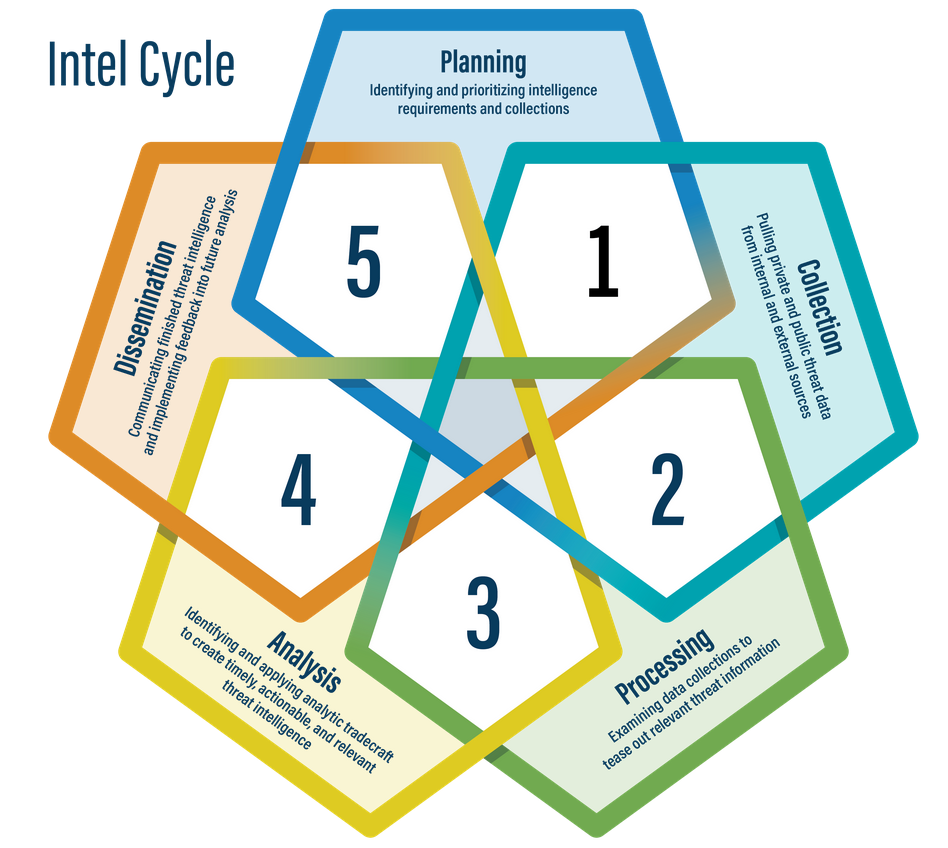 Intel Cycle
Planning
Identifying and prioritizing intelligence
requirements and collections
5
1
Dissemination
Communicating finished threat intelligence
and implementing feedback into future analysis
Collection
Pulling private and public threat data
from internal and external sources
4
2
3
Analysis
Identifying and applying analytic tradecraft
to create timely, actionable, and relevant
threat intelligence
Processing
Examining data collections to
tease out relevant threat information